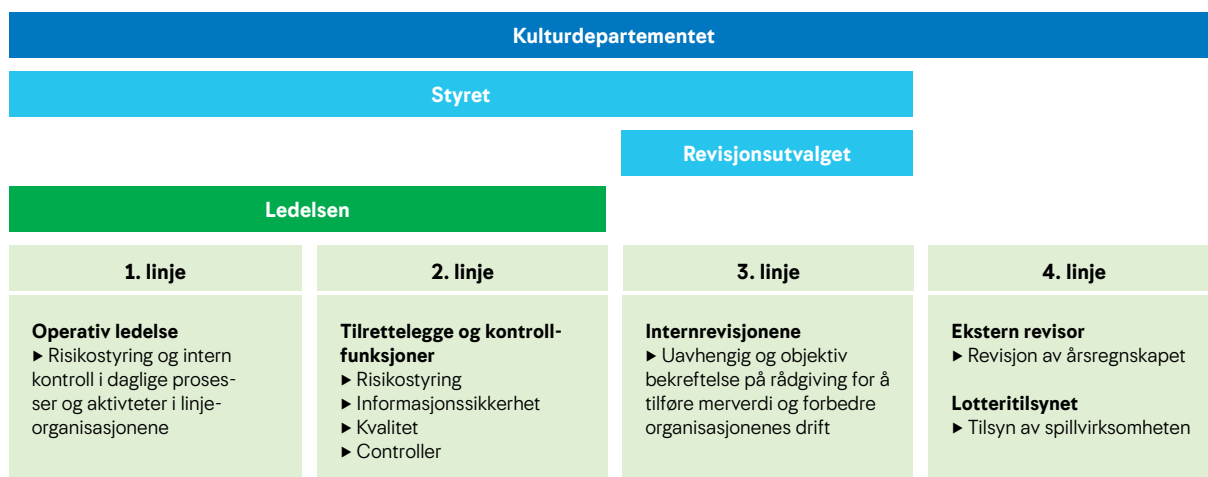 Kulturdepartementet
Styret
Revisjonsutvalget
Ledelsen
1. linje
2. linje
3. linje
4. linje
Operativ ledelse
▶ Risikostyring og intern
kontroll i daglige proses-
ser og aktivteter i linje-
organisasjonene
Tilrettelegge og kontroll-
funksjoner
▶ Risikostyring
▶ Informasjonssikkerhet
▶ Kvalitet
▶ Controller
Internrevisjonene
▶ Uavhengig og objektiv
bekreftelse på rådgiving for å
tilføre merverdi og forbedre
organisasjonenes drift
Ekstern revisor
▶ Revisjon av årsregnskapet
Lotteritilsynet
▶ Tilsyn av spillvirksomheten